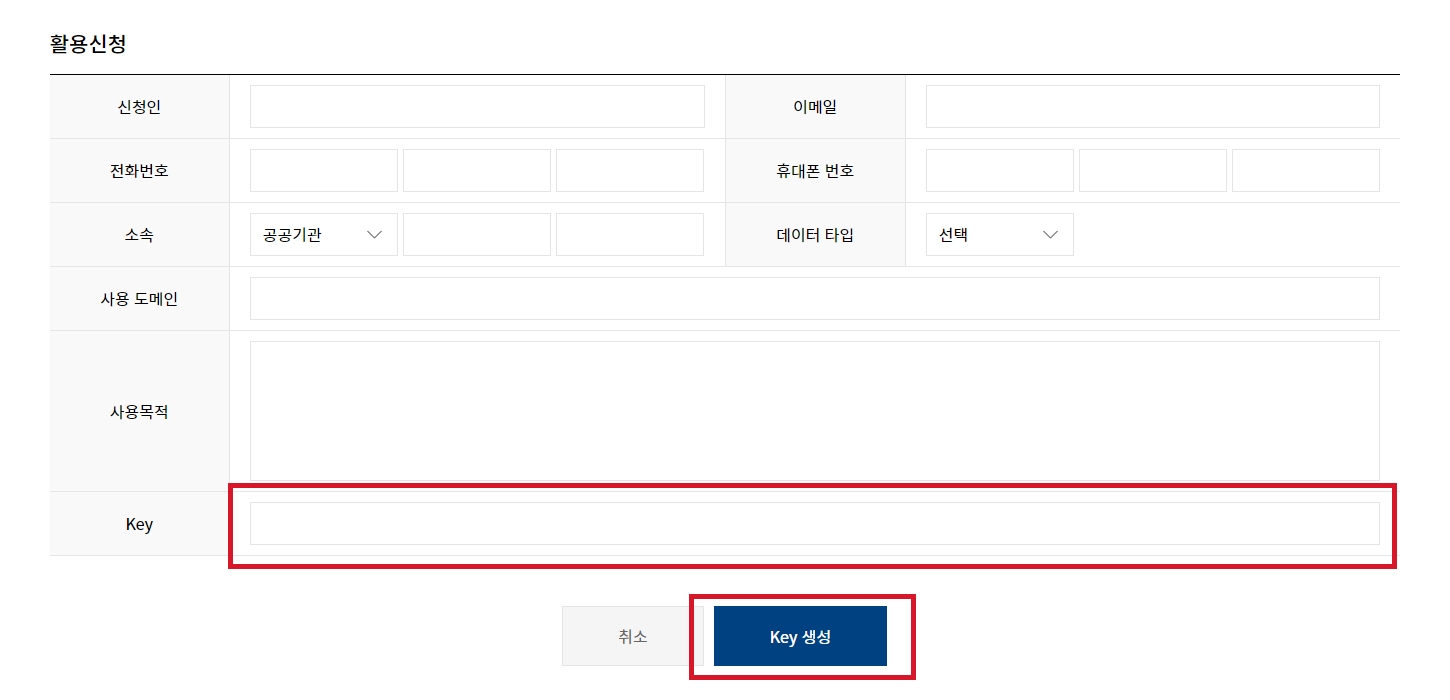 활용신청
신청인
이메일
전화번호
휴대폰 번호
소속
공공기관
데이터 타입
선택
사용 도메인
사용목적
Key
취소
Key 생성